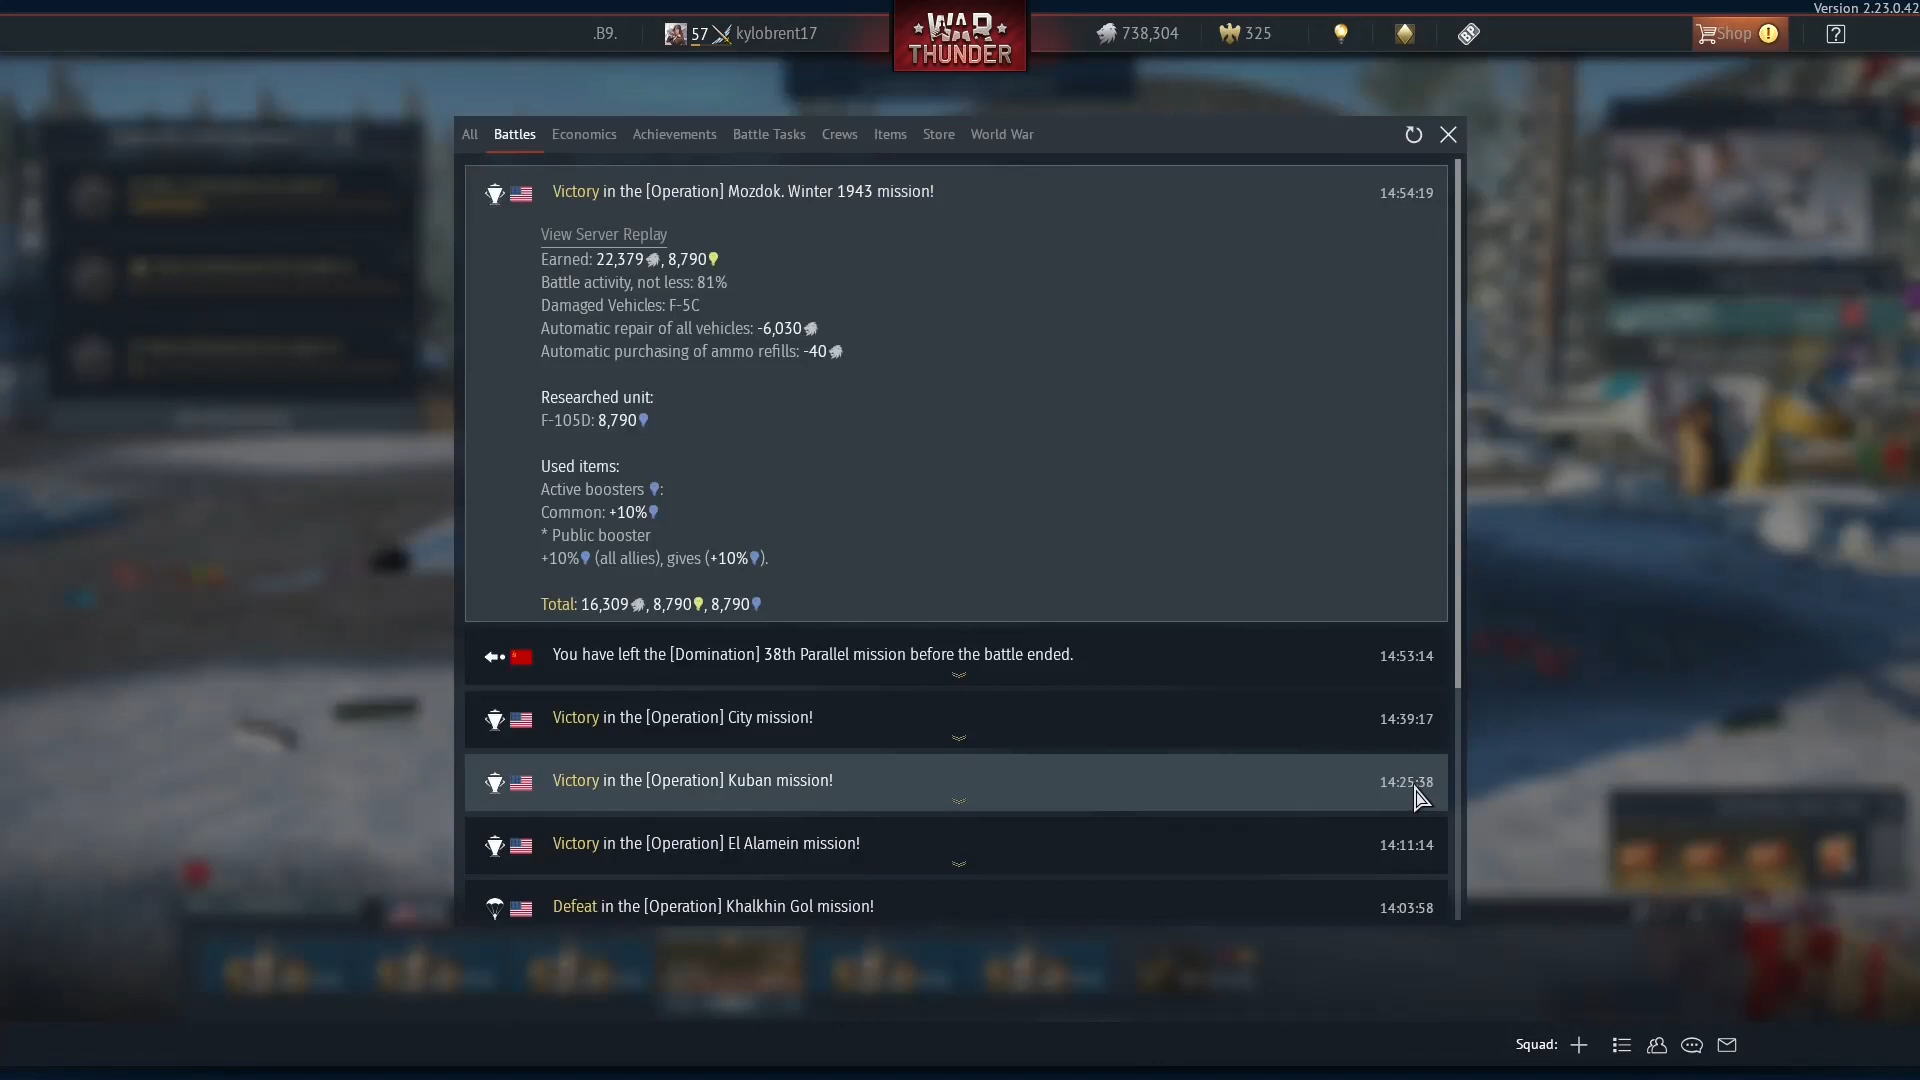 Version 2.23.0.42
.B9.
57 kylobrent17
WAR THUNDER
738,304
325
BP
Shop !
?
All Battles Economics Achievements Battle Tasks Crews Items Store World War
Victory in the [Operation] Mozdok. Winter 1943 mission! 14:54:19
View Server Replay
Earned: 22,379, 8,790
Battle activity, not less: 81%
Damaged Vehicles: F-5C
Automatic repair of all vehicles: -6,030
Automatic purchasing of ammo refills: -40
Researched unit:
F-105D: 8,790
Used items:
Active boosters :
Common: +10%
* Public booster
+10% (all allies), gives (+10%).
Total: 16,309, 8,790, 8,790
You have left the [Domination] 38th Parallel mission before the battle ended. 14:53:14
Victory in the [Operation] City mission! 14:39:17
Victory in the [Operation] Kuban mission! 14:25:38
Victory in the [Operation] El Alamein mission! 14:11:14
Defeat in the [Operation] Khalkhin Gol mission! 14:03:58
Squad: